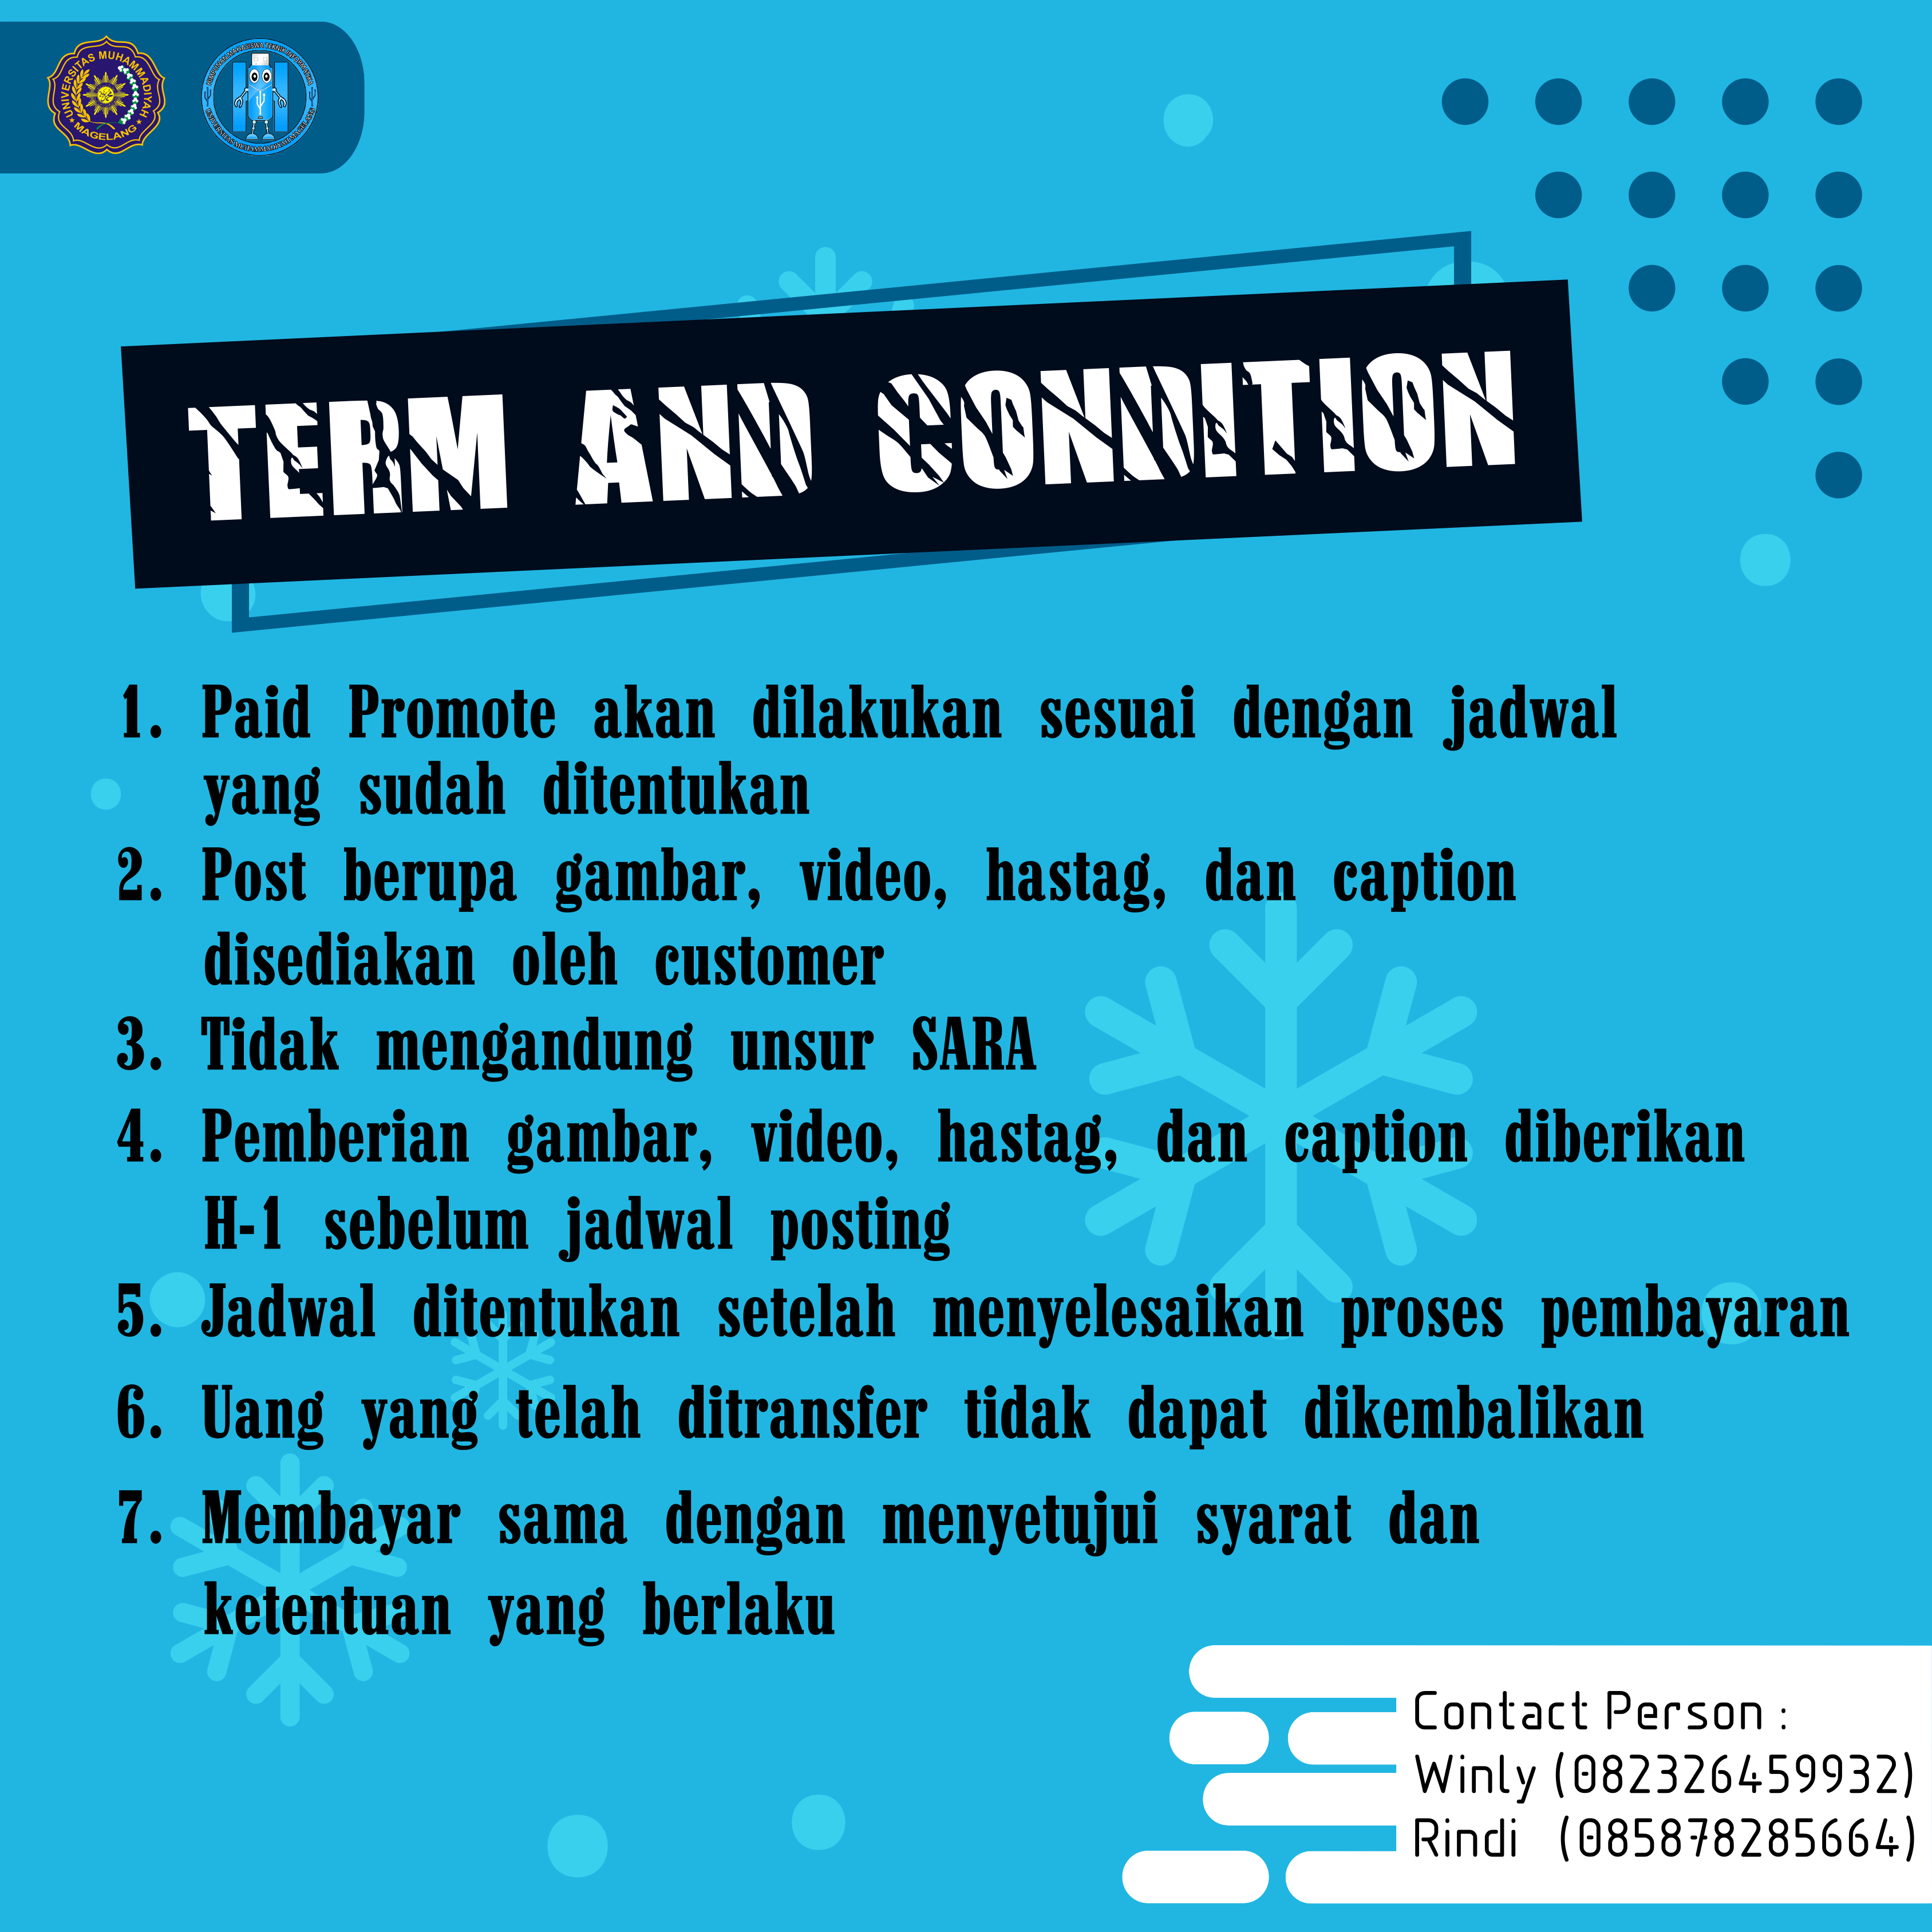 UNIVERSITAS MUHAMMADIYAH
MAGELANG
TERM AND CONDITION
1. Paid Promote akan dilakukan sesuai dengan jadwal
yang sudah ditentukan
2. Post berupa gambar, video, hastag, dan caption
disediakan oleh customer
3. Tidak mengandung unsur SARA
4. Pemberian gambar, video, hastag, dan caption diberikan
H-1 sebelum jadwal posting
5. Jadwal ditentukan setelah menyelesaikan proses pembayaran
6. Uang yang telah ditransfer tidak dapat dikembalikan
7. Membayar sama dengan menyetujui syarat dan
ketentuan yang berlaku
Contact Person :
Winly (082326459932)
Rindi (085878285664)